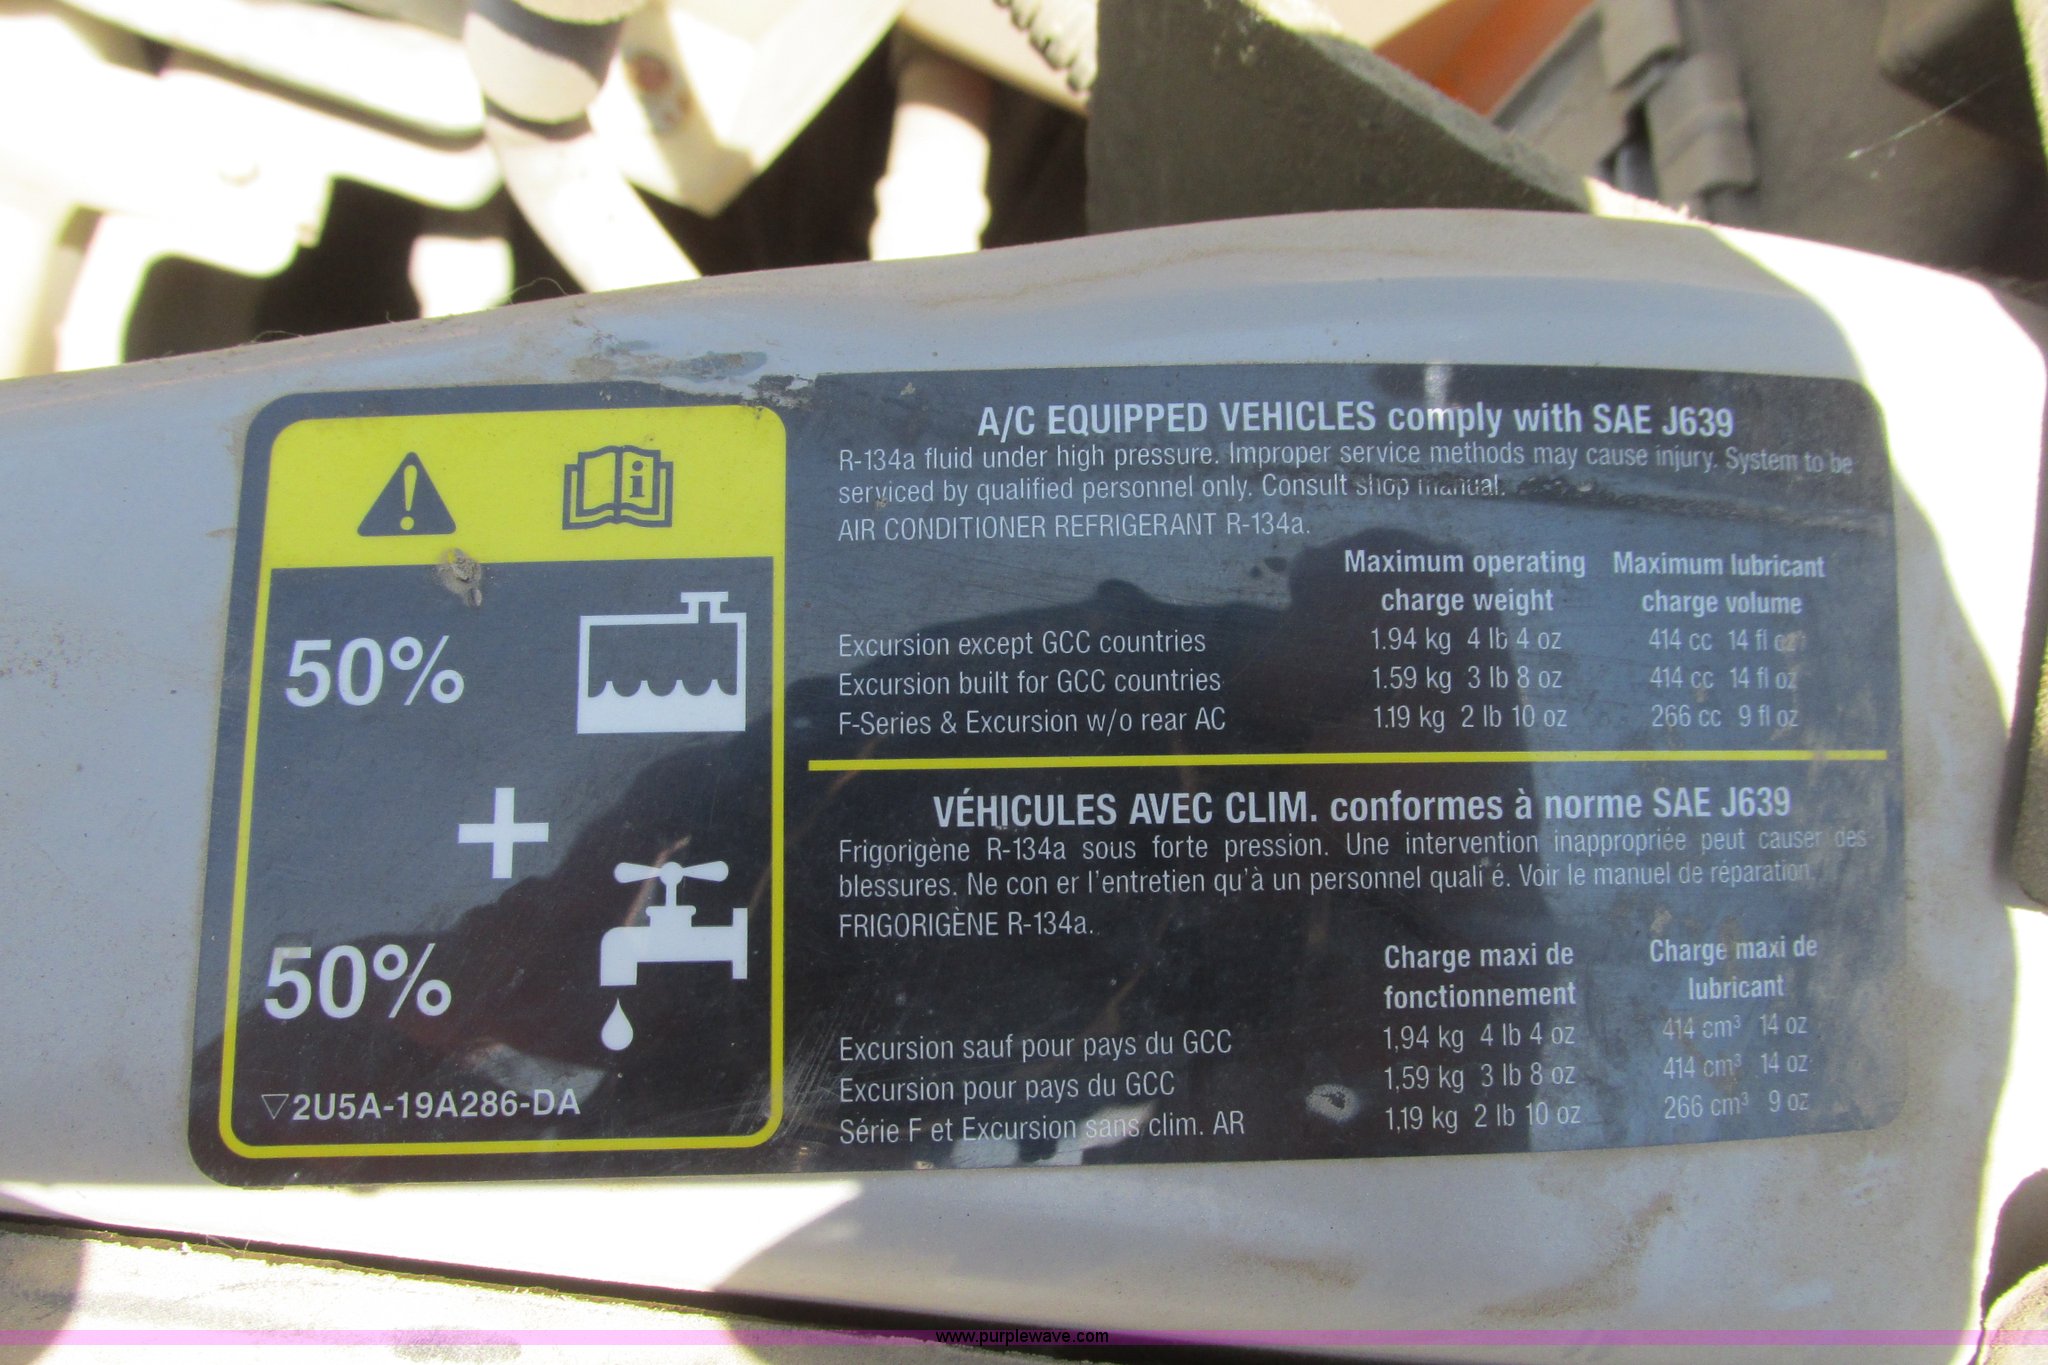 50%
+
50%
2U5A-19A286-DA
A/C EQUIPPED VEHICLES comply with SAE J639
R-134a fluid under high pressure. Improper service methods may cause injury. System to be
serviced by qualified personnel only. Consult shop manual.
AIR CONDITIONER REFRIGERANT R-134a.
Maximum operating Maximum lubricant
charge weight charge volume
Excursion except GCC countries 1.94 kg 4 lb 4 oz 414 cc 14 fl oz
Excursion built for GCC countries 1.59 kg 3 lb 8 oz 414 cc 14 fl oz
F-Series & Excursion w/o rear AC 1.19 kg 2 lb 10 oz 266 cc 9 fl oz
VÉHICULES AVEC CLIM. conformes à norme SAE J639
Frigorigène R-134a sous forte pression. Une intervention inappropriée peut causer des
blessures. Ne con er l'entretien qu'à un personnel quali é. Voir le manuel de réparation.
FRIGORIGÈNE R-134a.
Charge maxi de Charge maxi de
fonctionnement lubricant
Excursion sauf pour pays du GCC 1,94 kg 4 lb 4 oz 414 cm³ 14 oz
Excursion pour pays du GCC 1,59 kg 3 lb 8 oz 414 cm³ 14 oz
Série F et Excursion sans clim. AR 1,19 kg 2 lb 10 oz 266 cm³ 9 oz
www.purplewave.com